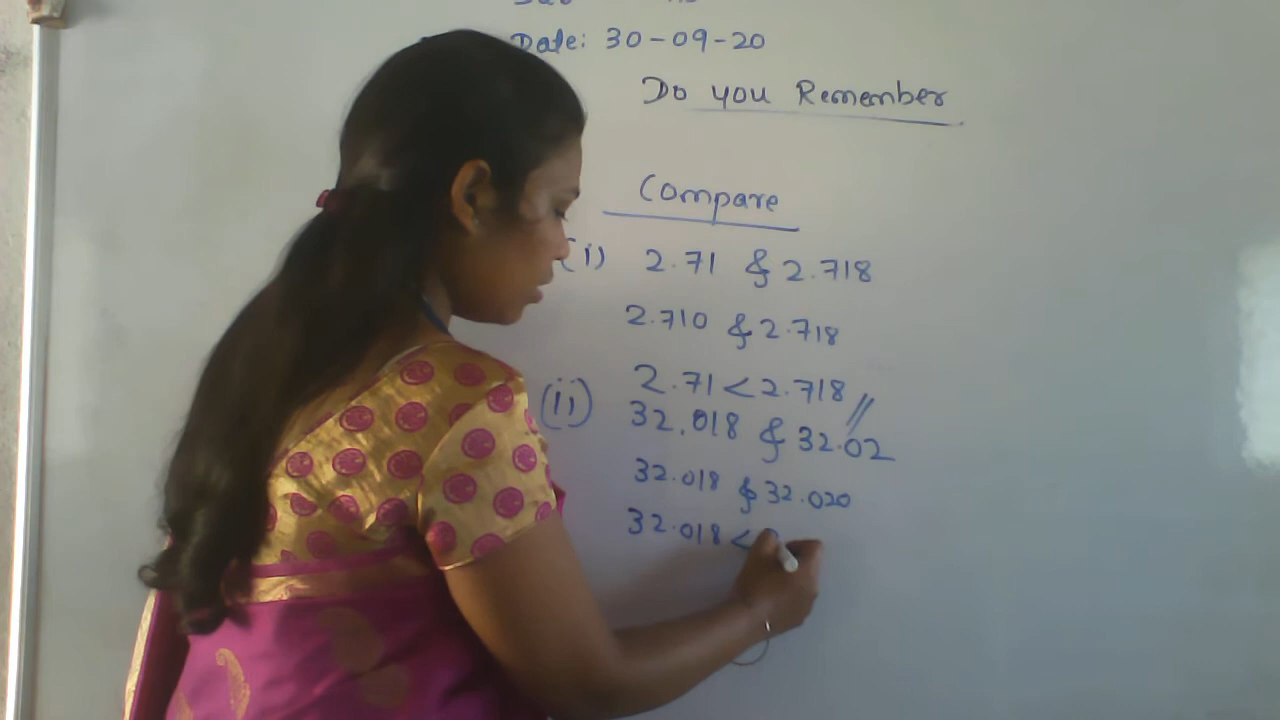 Date: 30-09-20
Do you Remember
Compare
(i) 2.71 & 2.718
2.710 & 2.718
2.71 < 2.718 //
(ii) 32.018 & 32.02
32.018 & 32.020
32.018 <